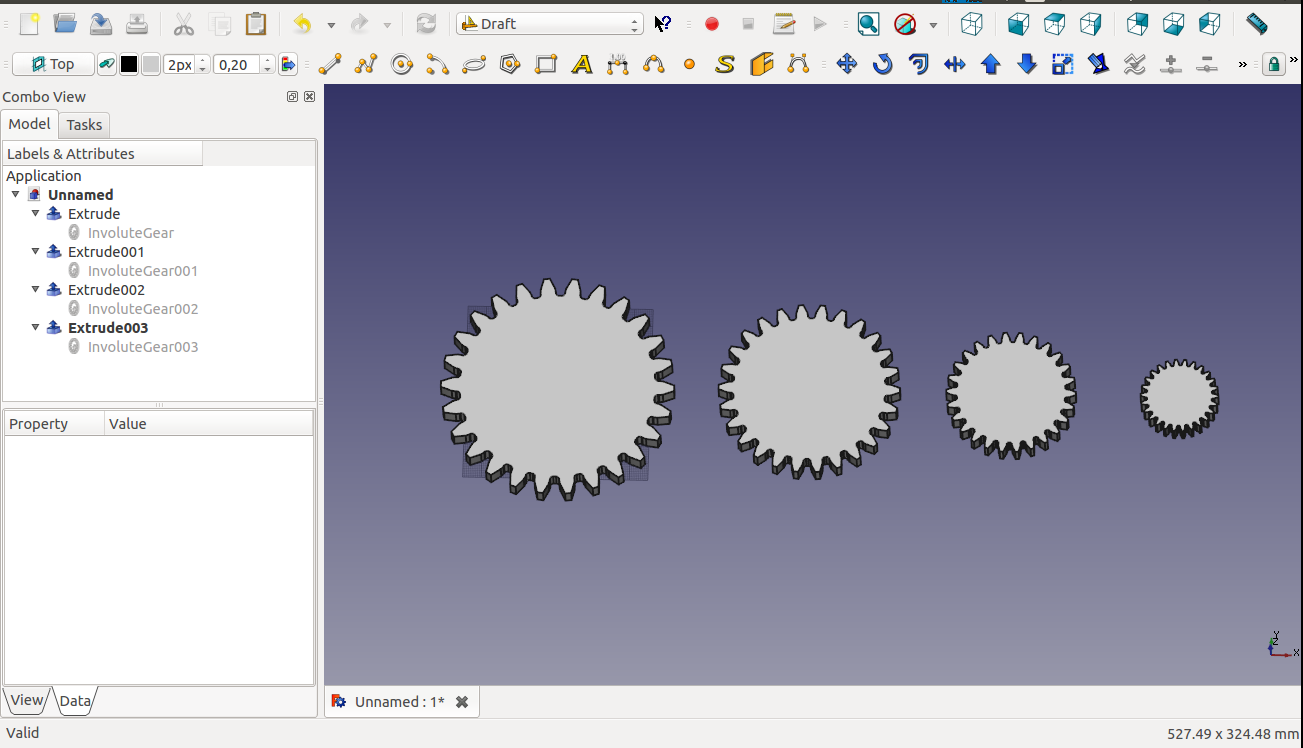 Draft
Top
2px
0,20
A
S
»
»
Combo View
Model
Tasks
Labels & Attributes
Application
Unnamed
Extrude
InvoluteGear
Extrude001
InvoluteGear001
Extrude002
InvoluteGear002
Extrude003
InvoluteGear003
Property
Value
View
Data
Y
Z
X
Unnamed : 1*
Valid
527.49 x 324.48 mm